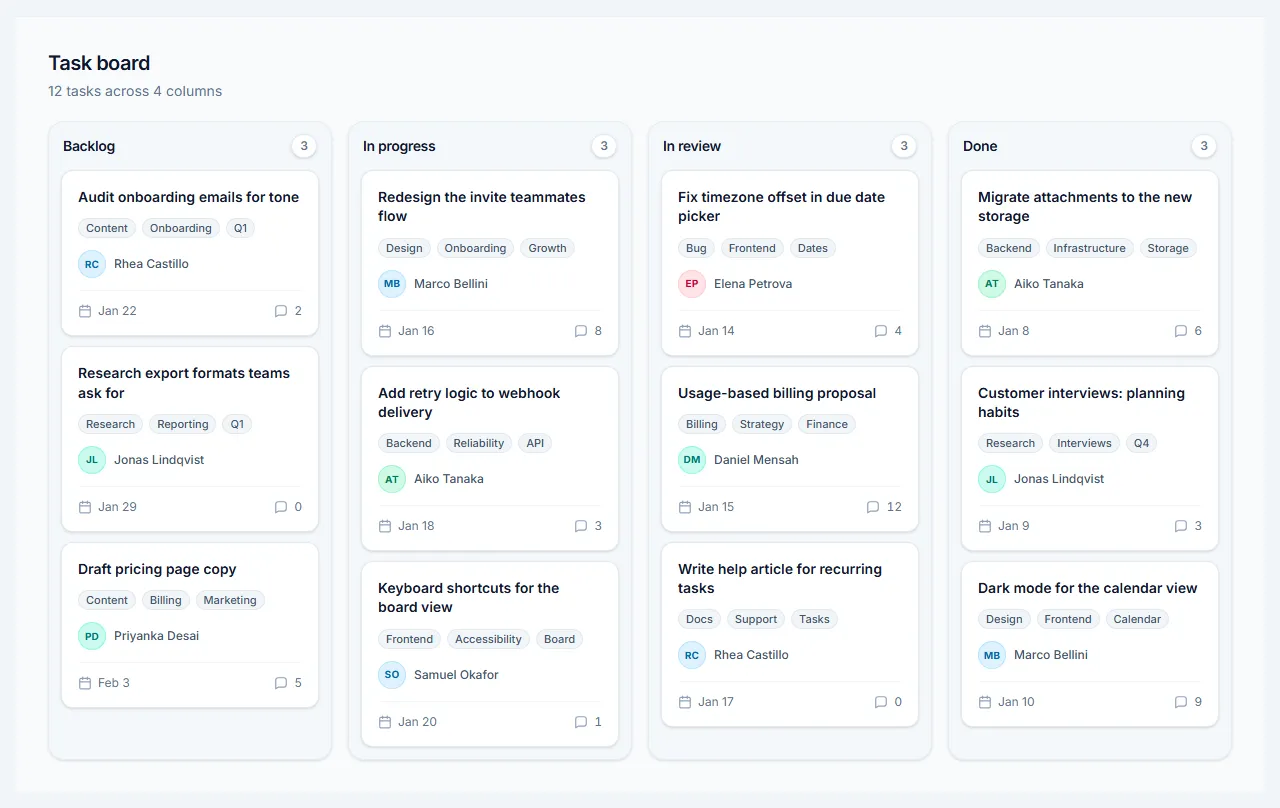 Task board
12 tasks across 4 columns
Backlog
3
Audit onboarding emails for tone
Content
Onboarding
Q1
RC
Rhea Castillo
Jan 22
2
Research export formats teams
ask for
Research
Reporting
Q1
JL
Jonas Lindqvist
Jan 29
0
Draft pricing page copy
Content
Billing
Marketing
PD
Priyanka Desai
Feb 3
5
In progress
3
Redesign the invite teammates
flow
Design
Onboarding
Growth
MB
Marco Bellini
Jan 16
8
Add retry logic to webhook
delivery
Backend
Reliability
API
AT
Aiko Tanaka
Jan 18
3
Keyboard shortcuts for the
board view
Frontend
Accessibility
Board
SO
Samuel Okafor
Jan 20
1
In review
3
Fix timezone offset in due date
picker
Bug
Frontend
Dates
EP
Elena Petrova
Jan 14
4
Usage-based billing proposal
Billing
Strategy
Finance
DM
Daniel Mensah
Jan 15
12
Write help article for recurring
tasks
Docs
Support
Tasks
RC
Rhea Castillo
Jan 17
0
Done
3
Migrate attachments to the new
storage
Backend
Infrastructure
Storage
AT
Aiko Tanaka
Jan 8
6
Customer interviews: planning
habits
Research
Interviews
Q4
JL
Jonas Lindqvist
Jan 9
3
Dark mode for the calendar view
Design
Frontend
Calendar
MB
Marco Bellini
Jan 10
9